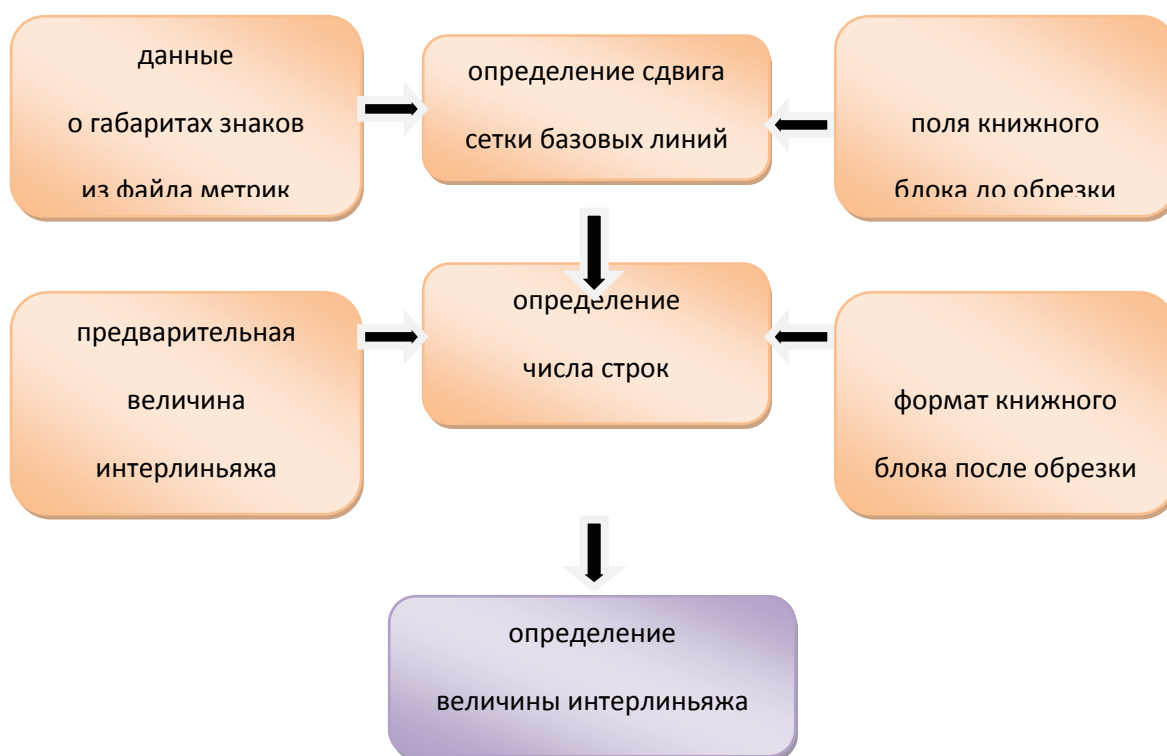 данные
о габаритах знаков
из файла метрик
определение сдвига
сетки базовых линий
поля книжного
блока до обрезки
предварительная
величина
интерлиньяжа
определение
числа строк
формат книжного
блока после обрезки
определение
величины интерлиньяжа